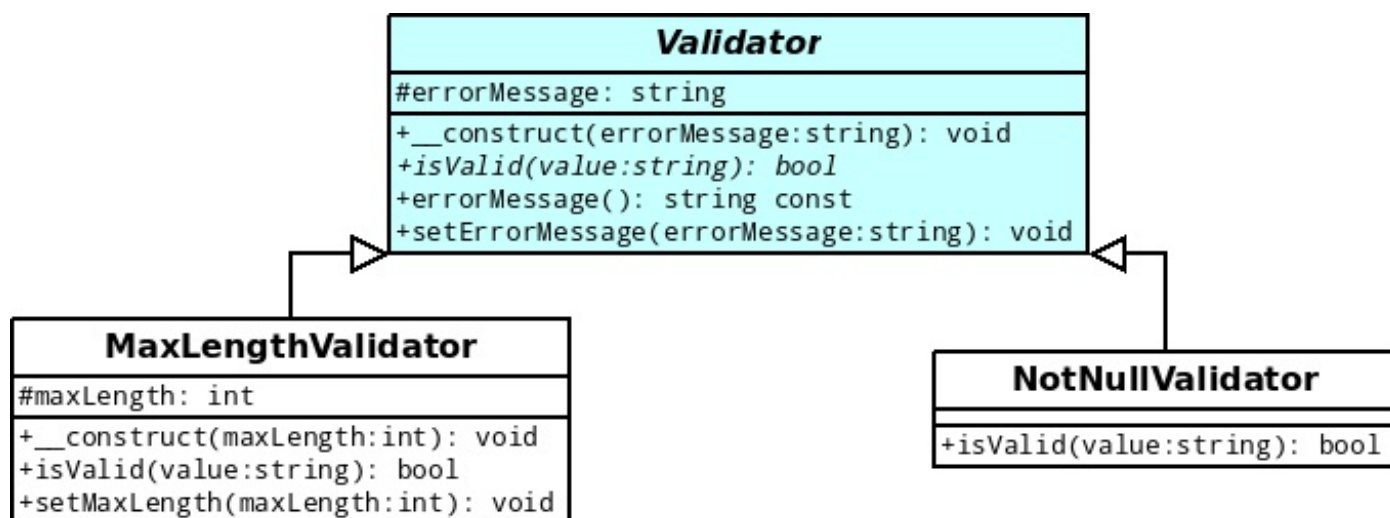 Validator
#errorMessage: string
+__construct(errorMessage:string): void
+isValid(value:string): bool
+errorMessage(): string const
+setErrorMessage(errorMessage:string): void
MaxLengthValidator
#maxLength: int
+__construct(maxLength:int): void
+isValid(value:string): bool
+setMaxLength(maxLength:int): void
NotNullValidator
+isValid(value:string): bool